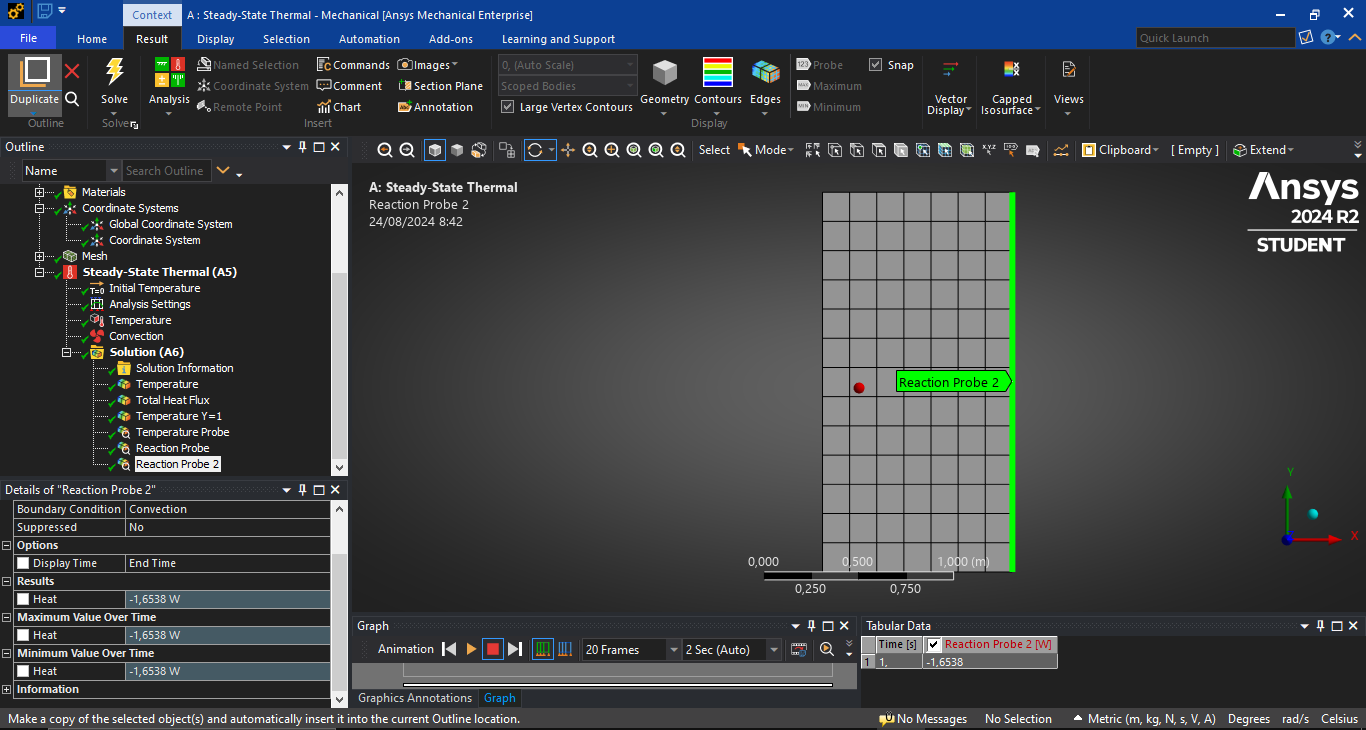 Context
A : Steady-State Thermal - Mechanical [Ansys Mechanical Enterprise]
File
Home
Result
Display
Selection
Automation
Add-ons
Learning and Support
Quick Launch
Duplicate
Outline
Solve
Solve
Analysis
Named Selection
Coordinate System
Remote Point
Commands
Comment
Chart
Images
Section Plane
Annotation
Insert
0, (Auto Scale)
Scoped Bodies
Large Vertex Contours
Geometry
Contours
Edges
Display
Probe
Maximum
Minimum
Snap
Vector
Display
Capped
Isosurface
Views
Outline
Name
Search Outline
Select
Mode
Clipboard
[ Empty ]
Extend
Materials
Coordinate Systems
Global Coordinate System
Coordinate System
Mesh
Steady-State Thermal (A5)
Initial Temperature
Analysis Settings
Temperature
Convection
Solution (A6)
Solution Information
Temperature
Total Heat Flux
Temperature Y=1
Temperature Probe
Reaction Probe
Reaction Probe 2
A: Steady-State Thermal
Reaction Probe 2
24/08/2024 8:42
Ansys
2024 R2
STUDENT
Reaction Probe 2
0,000
0,500
1,000 (m)
0,250
0,750
Y
X
Details of "Reaction Probe 2"
Boundary Condition Convection
Suppressed No
Options
Display Time End Time
Results
Heat -1,6538 W
Maximum Value Over Time
Heat -1,6538 W
Minimum Value Over Time
Heat -1,6538 W
Information
Graph
Animation
20 Frames
2 Sec (Auto)
Graphics Annotations
Graph
Tabular Data
Time [s] Reaction Probe 2 [W]
1 1, -1,6538
Make a copy of the selected object(s) and automatically insert it into the current Outline location.
No Messages
No Selection
Metric (m, kg, N, s, V, A)
Degrees
rad/s
Celsius